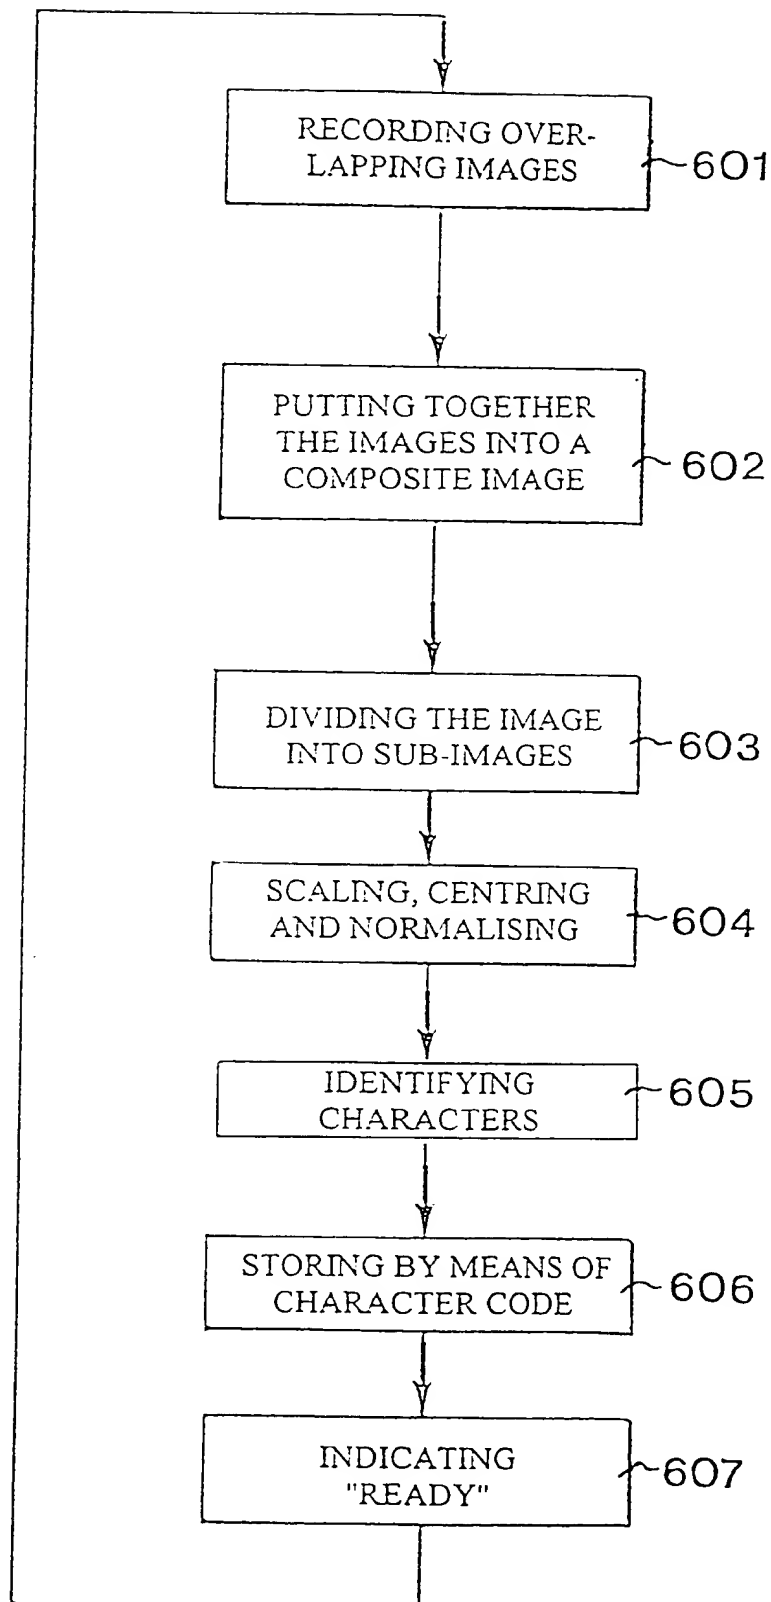 RECORDING OVER-
LAPPING IMAGES
601
PUTTING TOGETHER
THE IMAGES INTO A
COMPOSITE IMAGE
602
DIVIDING THE IMAGE
INTO SUB-IMAGES
603
SCALING, CENTRING
AND NORMALISING
604
IDENTIFYING
CHARACTERS
605
STORING BY MEANS OF
CHARACTER CODE
606
INDICATING
"READY"
607